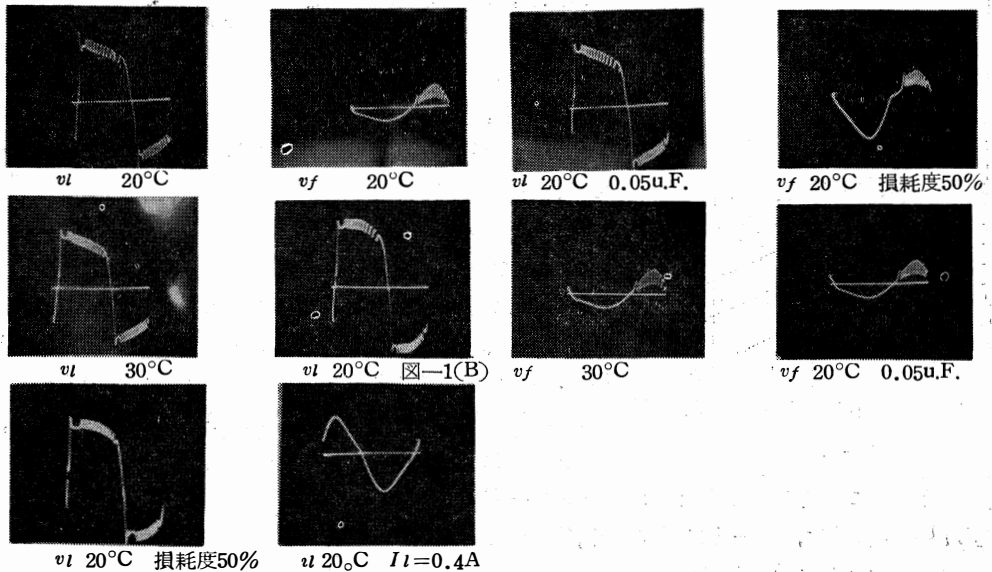 vl 20°C
vf 20°C
vl 20°C 0.05u.F.
vf 20°C 損耗度50%
vl 30°C
vl 20°C 図—1(B)
vf 30°C
vf 20°C 0.05u.F.
vl 20°C 損耗度50%
ıl 20°C Il=0.4A